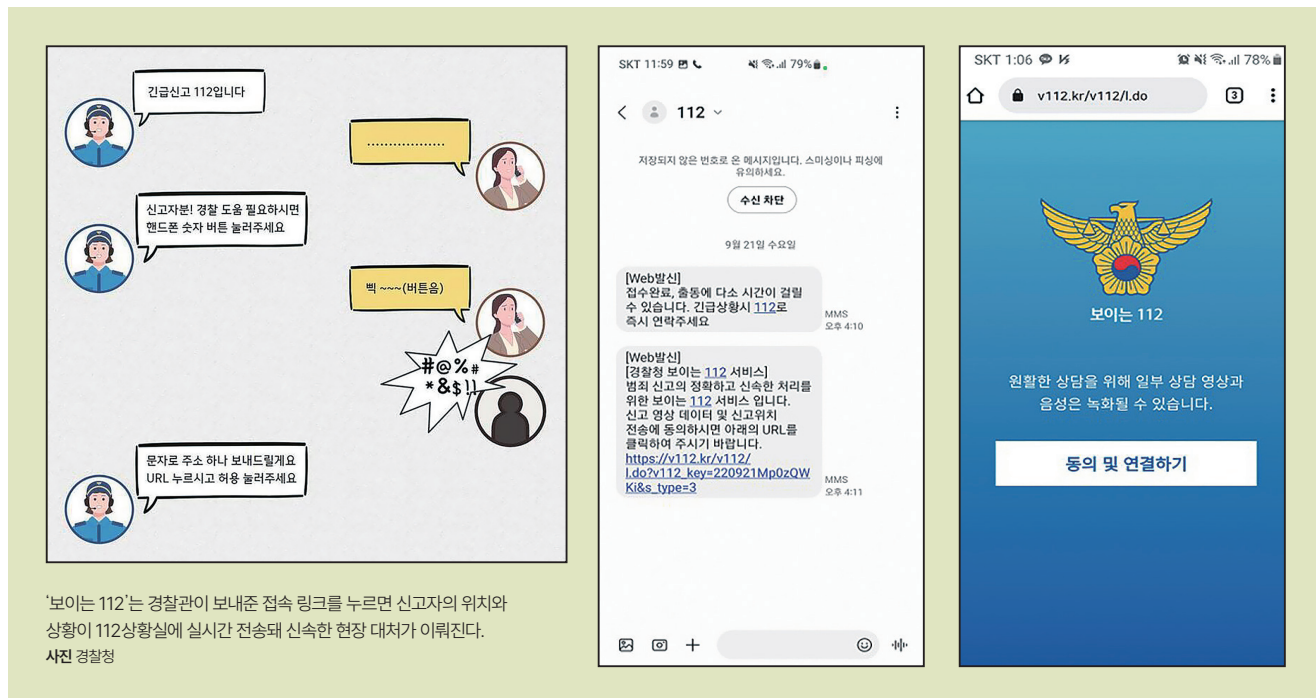 긴급신고 112입니다
..................
신고자분! 경찰 도움 필요하시면
핸드폰 숫자 버튼 눌러주세요
삑 ~~~(버튼음)
#@%#
*&$!!
문자로 주소 하나 보내드릴게요
URL 누르시고 허용 눌러주세요
'보이는 112'는 경찰관이 보내준 접속 링크를 누르면 신고자의 위치와
상황이 112상황실에 실시간 전송돼 신속한 현장 대처가 이뤄진다.
사진 경찰청
SKT 11:59 79%
112
저장되지 않은 번호로 온 메시지입니다. 스미싱이나 피싱에
유의하세요.
수신 차단
9월 21일 수요일
[Web발신]
접수완료, 출동에 다소 시간이 걸릴
수 있습니다. 긴급상황시 112로
즉시 연락주세요
MMS
오후 4:10
[Web발신]
[경찰청 보이는 112 서비스]
범죄 신고의 정확하고 신속한 처리를
위한 보이는 112 서비스 입니다.
신고 영상 데이터 및 신고위치
전송에 동의하시면 아래의 URL를
클릭하여 주시기 바랍니다.
https://v112.kr/v112/
l.do?v112_key=220921Mp0zQW
Ki&s_type=3
MMS
오후 4:11
SKT 1:06 78%
v112.kr/v112/l.do
3
보이는 112
원활한 상담을 위해 일부 상담 영상과
음성은 녹화될 수 있습니다.
동의 및 연결하기